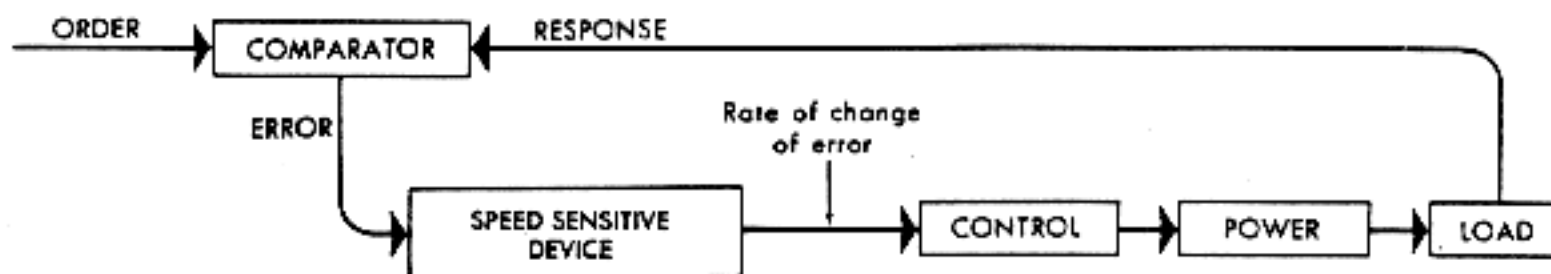 ORDER
COMPARATOR
RESPONSE
ERROR
Rate of change
of error
SPEED SENSITIVE
DEVICE
CONTROL
POWER
LOAD